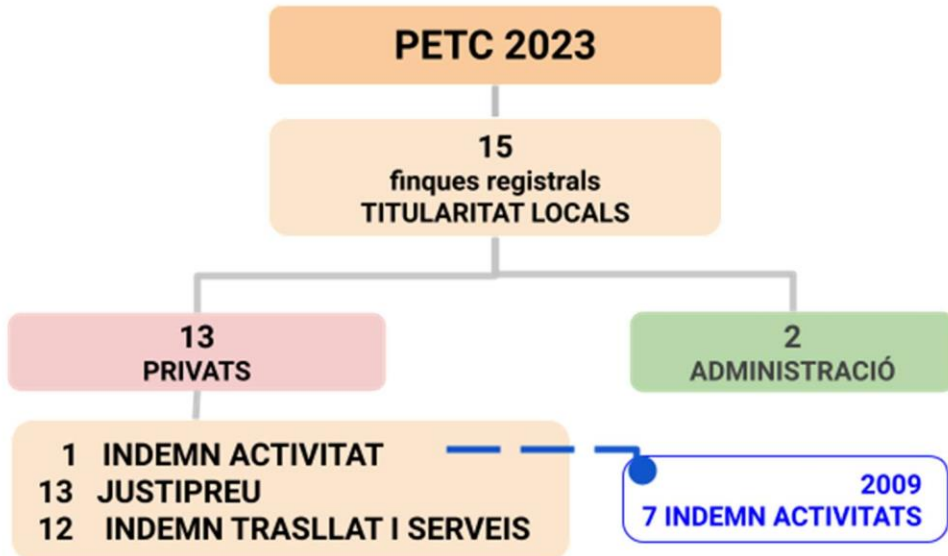 PETC 2023
15
finques registrals
TITULARITAT LOCALS
13
PRIVATS
2
ADMINISTRACIÓ
1 INDEMN ACTIVITAT
13 JUSTIPREU
12 INDEMN TRASLLAT I SERVEIS
2009
7 INDEMN ACTIVITATS